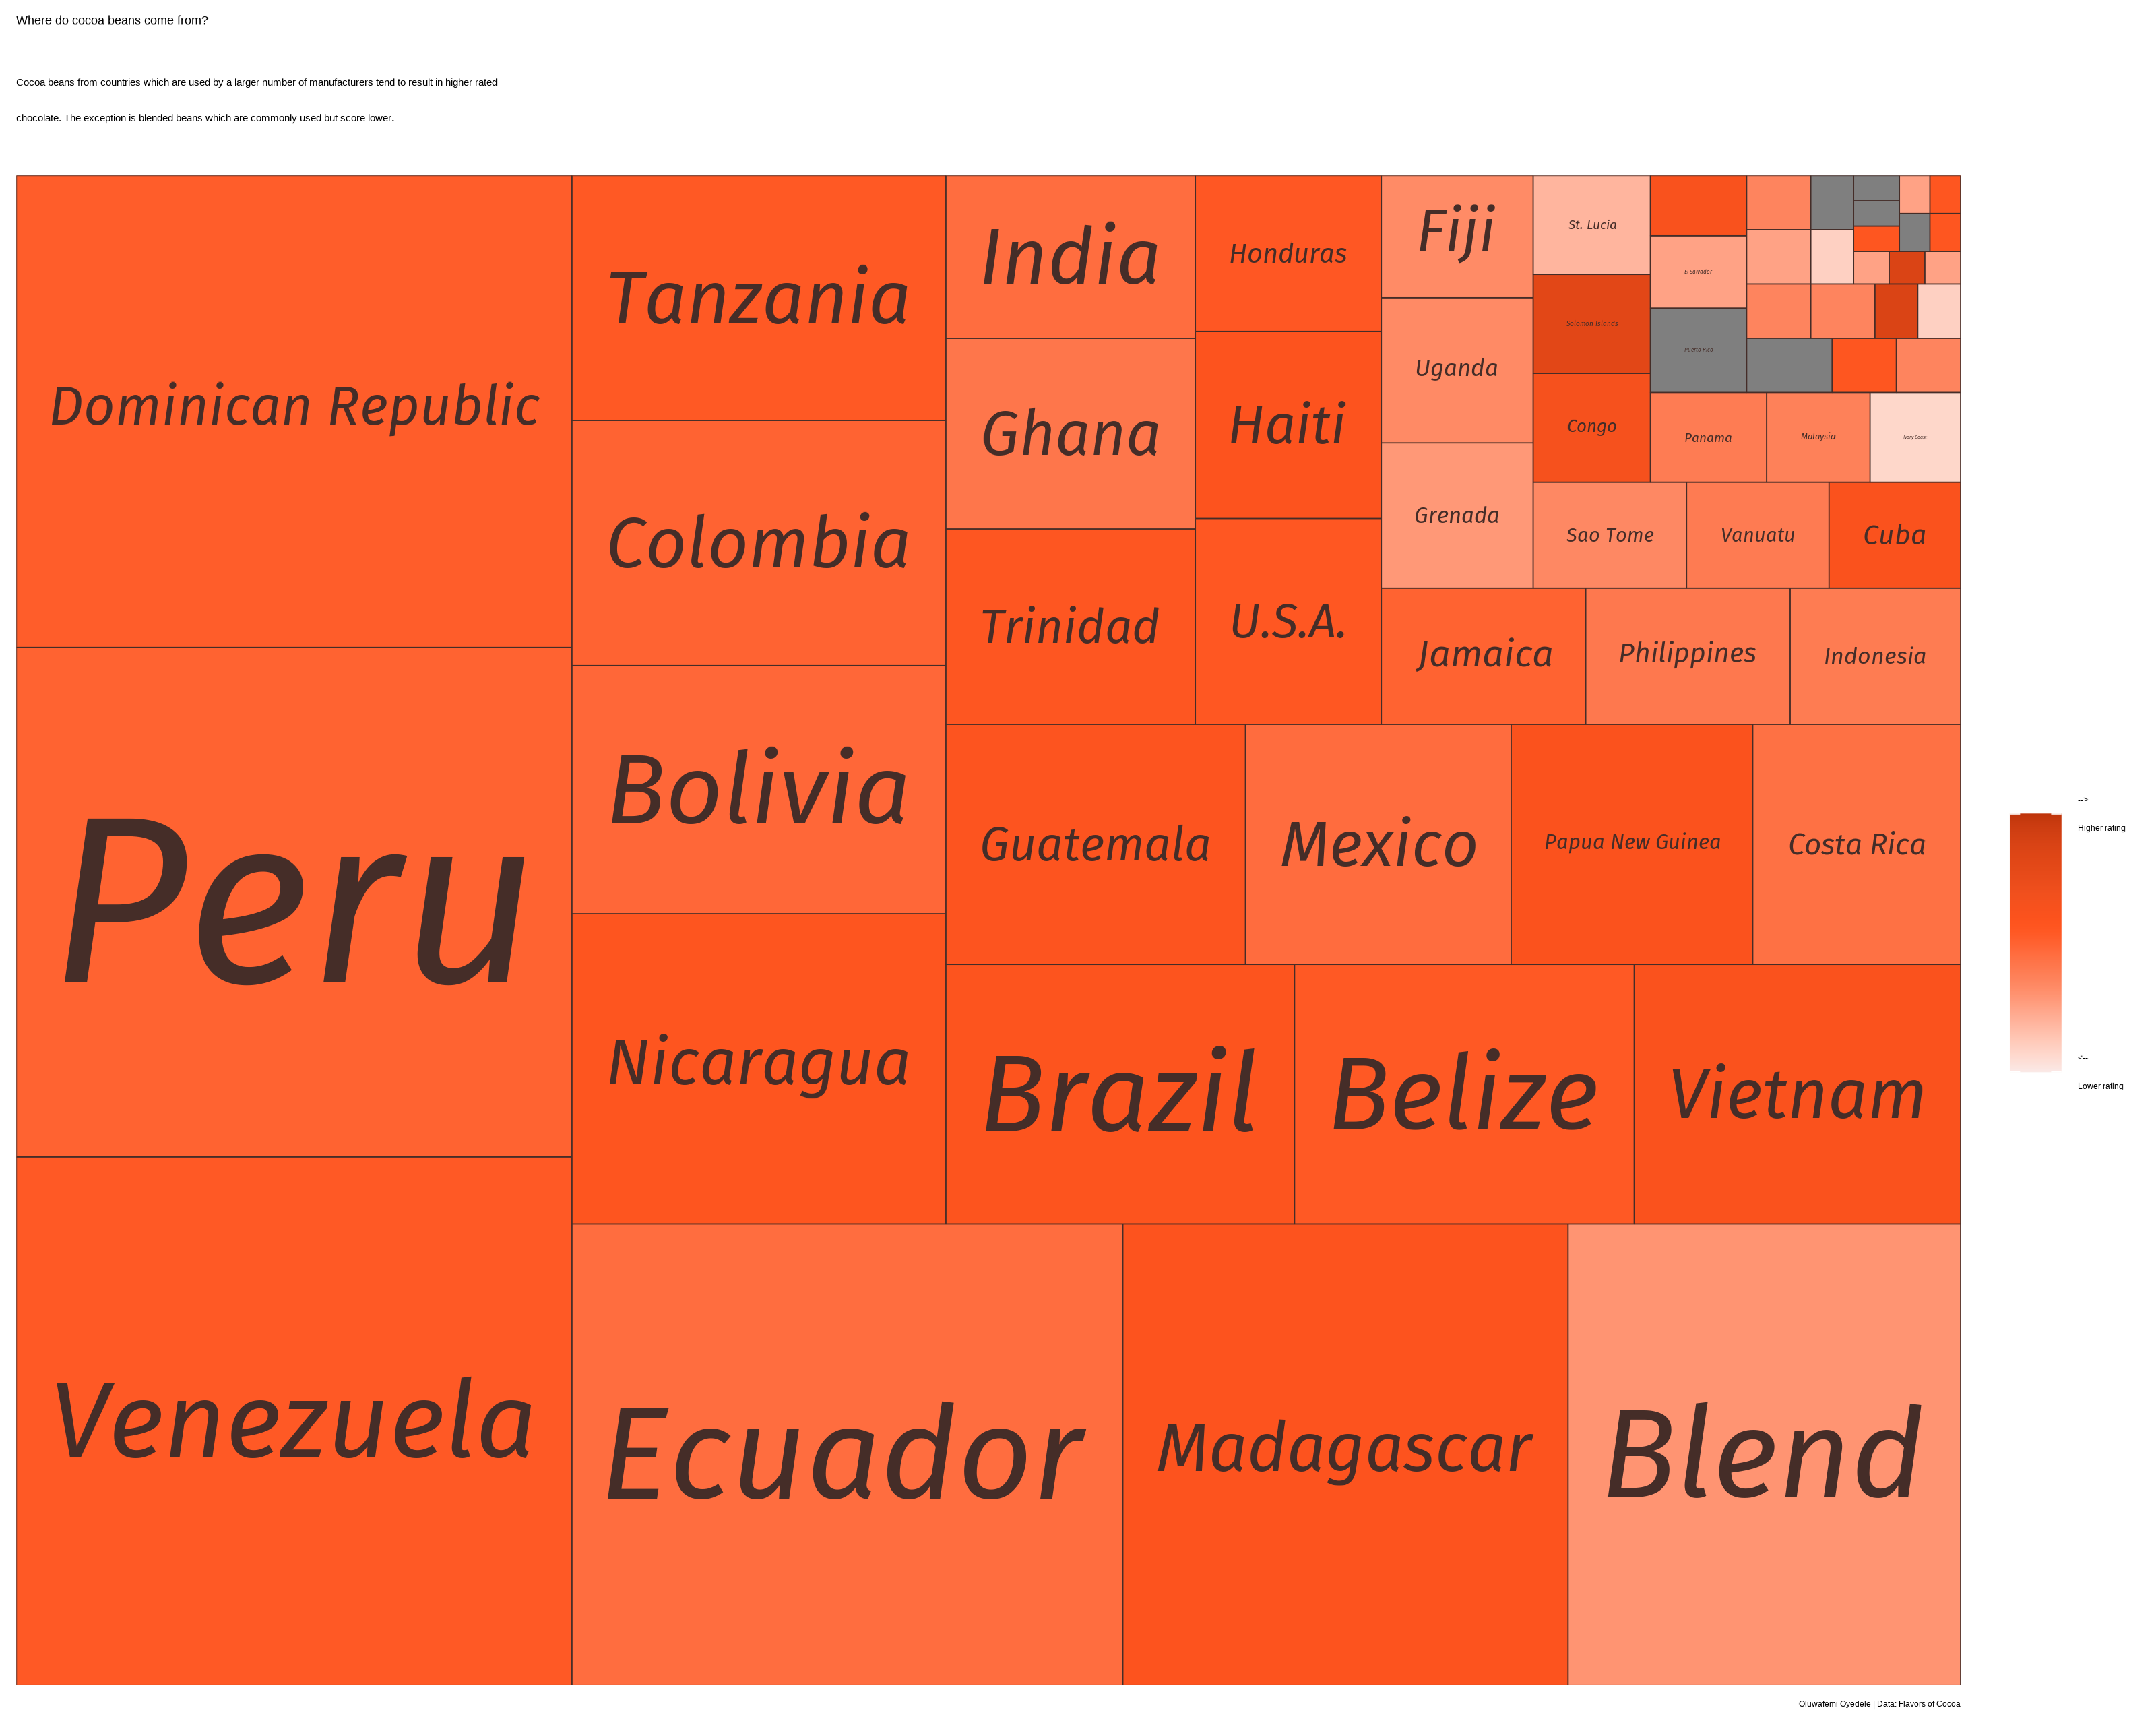 Where do cocoa beans come from?
Cocoa beans from countries which are used by a larger number of manufacturers tend to result in higher rated
chocolate. The exception is blended beans which are commonly used but score lower.
Dominican Republic
Peru
Venezuela
Tanzania
Colombia
Bolivia
Nicaragua
Ecuador
Madagascar
Blend
India
Ghana
Trinidad
Honduras
Haiti
U.S.A.
Guatemala
Mexico
Papua New Guinea
Costa Rica
Brazil
Belize
Vietnam
Fiji
Uganda
Grenada
Jamaica
Philippines
Indonesia
St. Lucia
Solomon Islands
Congo
Sao Tome
Vanuatu
Cuba
El Salvador
Puerto Rico
Panama
Malaysia
Ivory Coast
-->
Higher rating
<--
Lower rating
Oluwafemi Oyedele | Data: Flavors of Cocoa